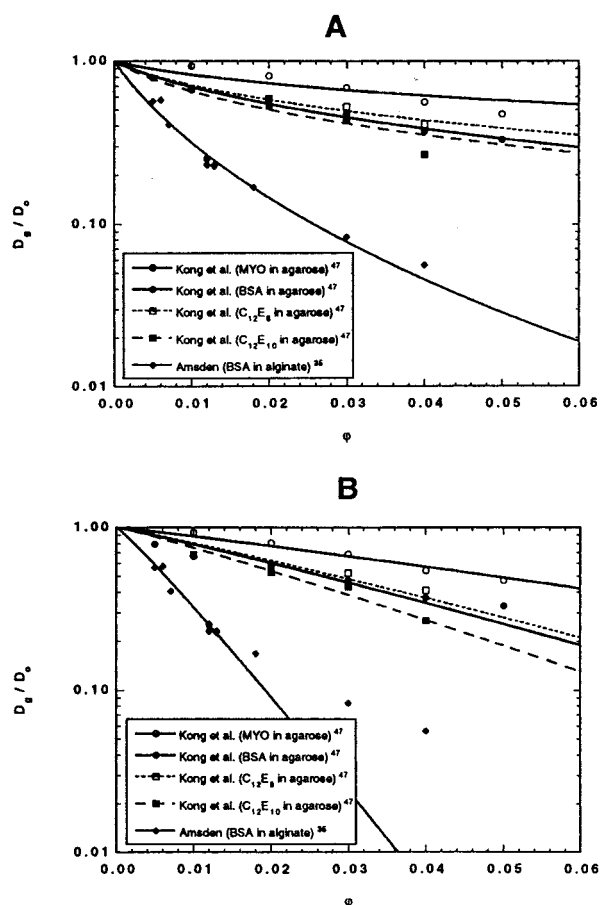 A
1.00
0.10
0.01
D_g / D_o
Kong et al. (MYO in agarose) 47
Kong et al. (BSA in agarose) 47
Kong et al. (C12E8 in agarose) 47
Kong et al. (C12E10 in agarose) 47
Amsden (BSA in alginate) 35
0.00 0.01 0.02 0.03 0.04 0.05 0.06
φ
B
1.00
0.10
0.01
D_g / D_o
Kong et al. (MYO in agarose) 47
Kong et al. (BSA in agarose) 47
Kong et al. (C12E8 in agarose) 47
Kong et al. (C12E10 in agarose) 47
Amsden (BSA in alginate) 35
0.00 0.01 0.02 0.03 0.04 0.05 0.06
φ